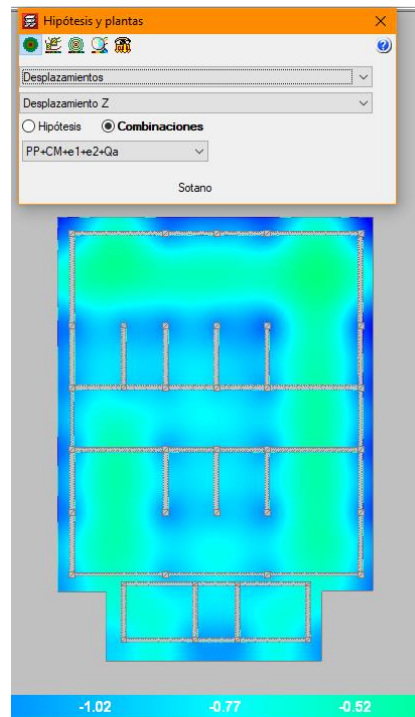 Hipótesis y plantas
Desplazamientos
Desplazamiento Z
Hipótesis Combinaciones
PP+CM+e1+e2+Qa
Sotano
-1.02 -0.77 -0.52